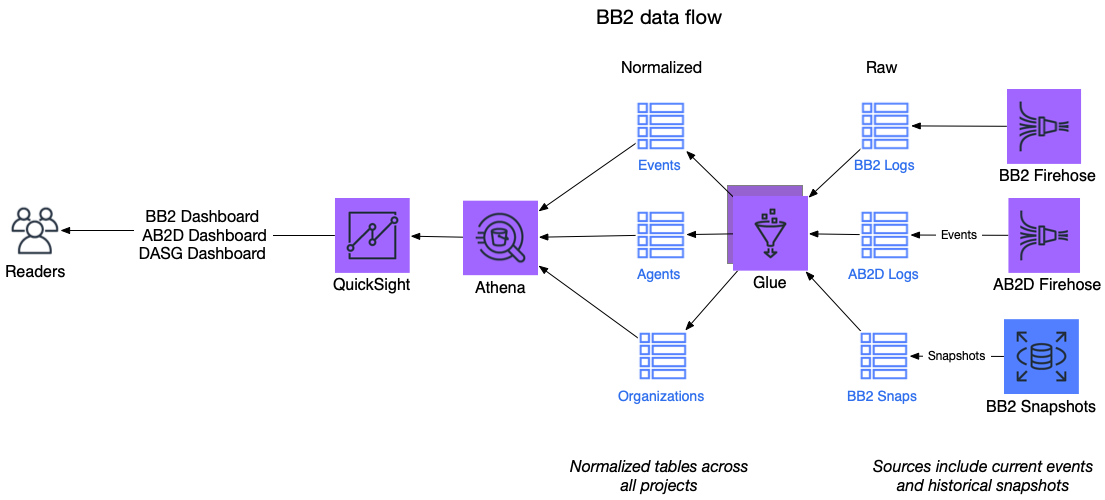 BB2 data flow
Normalized
Raw
Events
BB2 Logs
BB2 Firehose
BB2 Dashboard
AB2D Dashboard
DASG Dashboard
Events
Readers
QuickSight
Athena
Agents
Glue
AB2D Logs
AB2D Firehose
Snapshots
Organizations
BB2 Snaps
BB2 Snapshots
Normalized tables across
all projects
Sources include current events
and historical snapshots